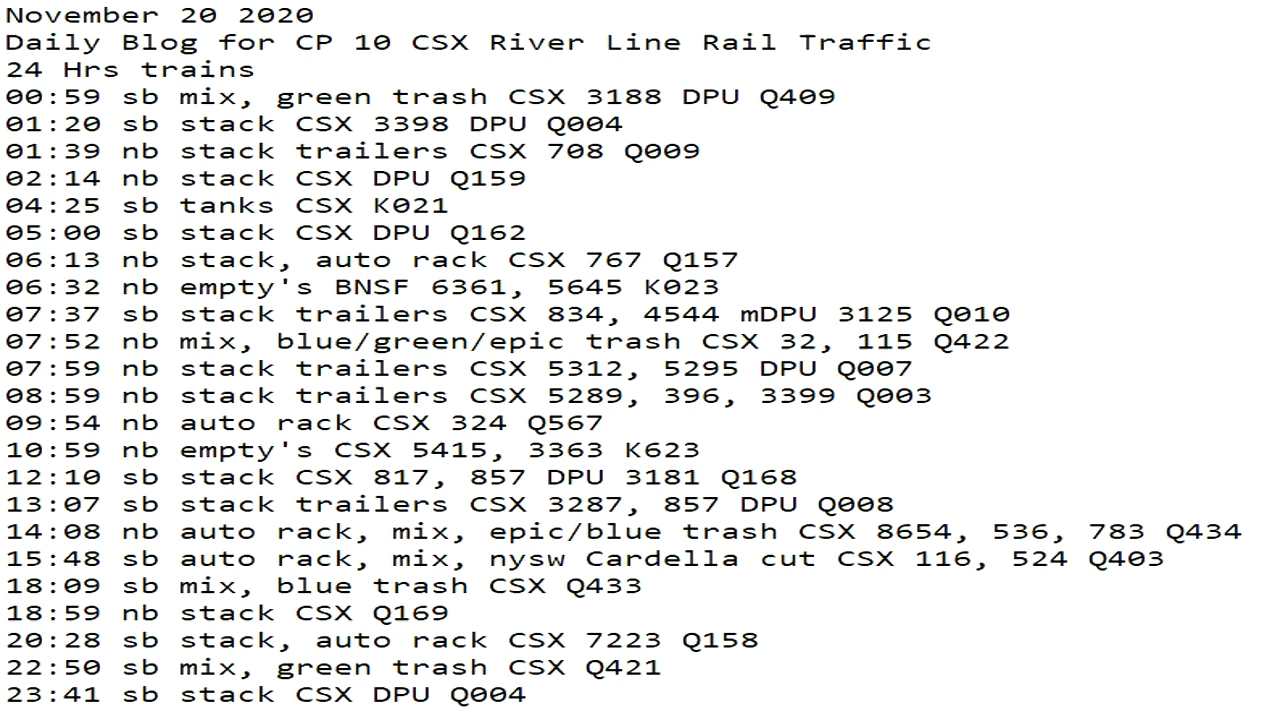 November 20 2020
Daily Blog for CP 10 CSX River Line Rail Traffic
24 Hrs trains
00:59 sb mix, green trash CSX 3188 DPU Q409
01:20 sb stack CSX 3398 DPU Q004
01:39 nb stack trailers CSX 708 Q009
02:14 nb stack CSX DPU Q159
04:25 sb tanks CSX K021
05:00 sb stack CSX DPU Q162
06:13 nb stack, auto rack CSX 767 Q157
06:32 nb empty's BNSF 6361, 5645 K023
07:37 sb stack trailers CSX 834, 4544 mDPU 3125 Q010
07:52 nb mix, blue/green/epic trash CSX 32, 115 Q422
07:59 nb stack trailers CSX 5312, 5295 DPU Q007
08:59 nb stack trailers CSX 5289, 396, 3399 Q003
09:54 nb auto rack CSX 324 Q567
10:59 nb empty's CSX 5415, 3363 K623
12:10 sb stack CSX 817, 857 DPU 3181 Q168
13:07 sb stack trailers CSX 3287, 857 DPU Q008
14:08 nb auto rack, mix, epic/blue trash CSX 8654, 536, 783 Q434
15:48 sb auto rack, mix, nysw Cardella cut CSX 116, 524 Q403
18:09 sb mix, blue trash CSX Q433
18:59 nb stack CSX Q169
20:28 sb stack, auto rack CSX 7223 Q158
22:50 sb mix, green trash CSX Q421
23:41 sb stack CSX DPU Q004